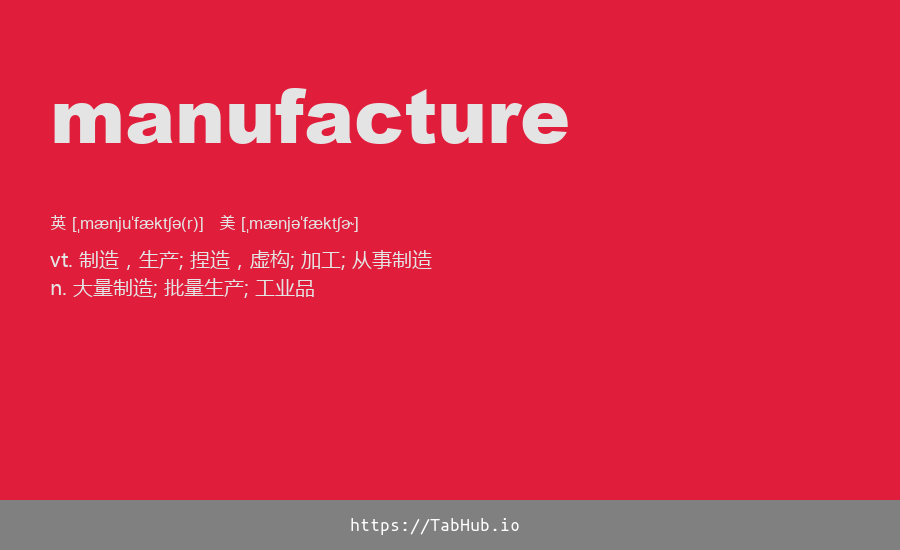 manufacture
英 [ˌmænjuˈfæktʃə(r)] 美 [ˌmænjəˈfæktʃɚ]
vt. 制造，生产; 捏造，虚构; 加工; 从事制造
n. 大量制造; 批量生产; 工业品
https://TabHub.io